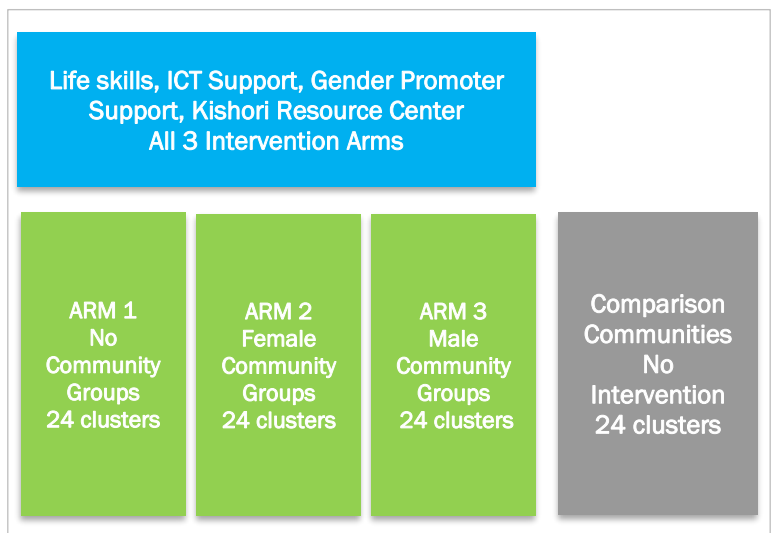 Life skills, ICT Support, Gender Promoter
Support, Kishori Resource Center
All 3 Intervention Arms
ARM 1
No
Community
Groups
24 clusters
ARM 2
Female
Community
Groups
24 clusters
ARM 3
Male
Community
Groups
24 clusters
Comparison
Communities
No
Intervention
24 clusters